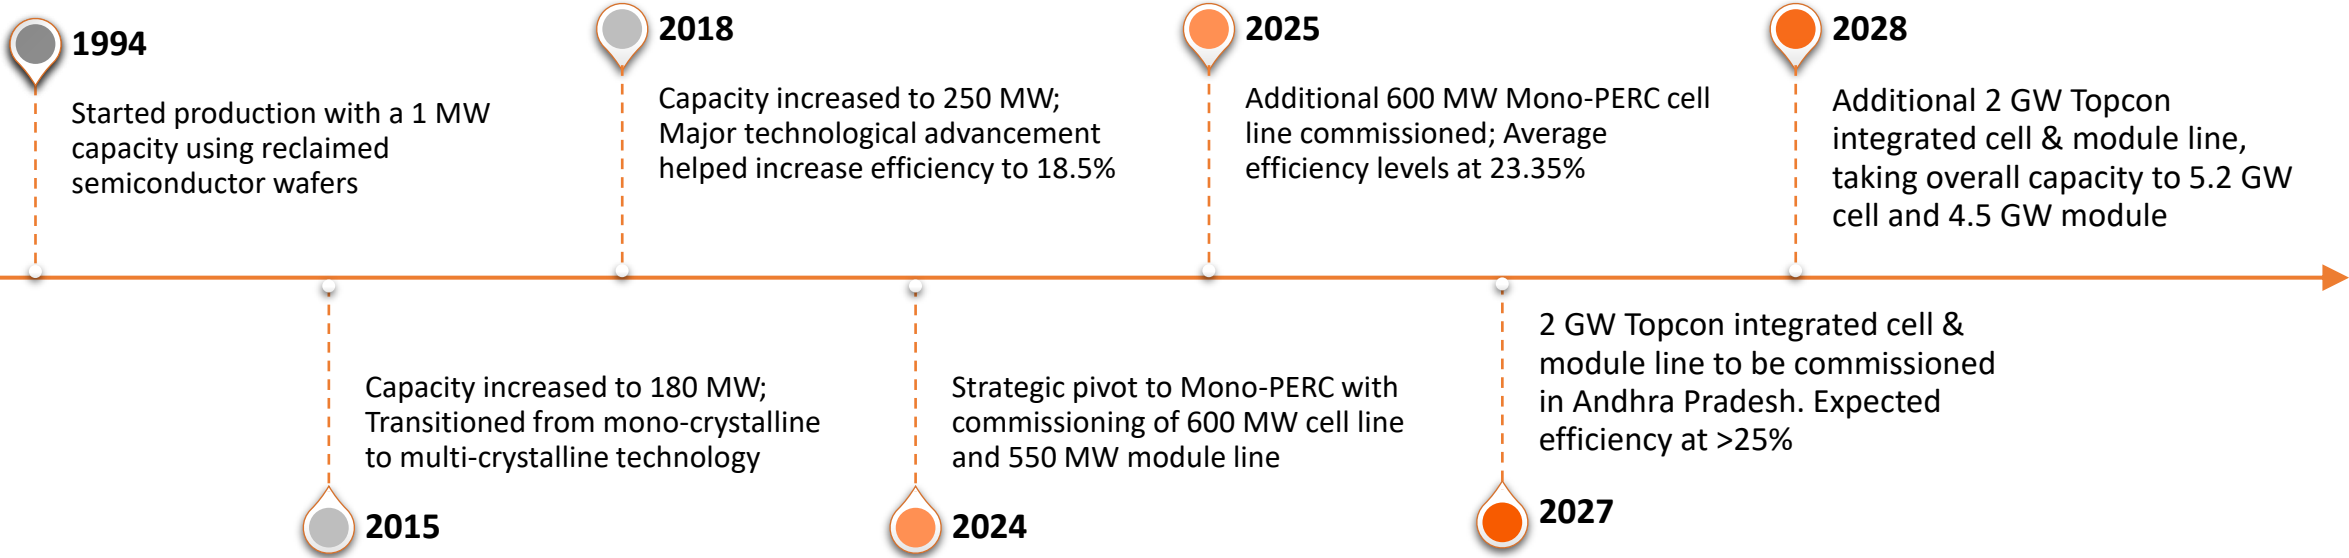 1994
Started production with a 1 MW
capacity using reclaimed
semiconductor wafers
2015
Capacity increased to 180 MW;
Transitioned from mono-crystalline
to multi-crystalline technology
2018
Capacity increased to 250 MW;
Major technological advancement
helped increase efficiency to 18.5%
2024
Strategic pivot to Mono-PERC with
commissioning of 600 MW cell line
and 550 MW module line
2025
Additional 600 MW Mono-PERC cell
line commissioned; Average
efficiency levels at 23.35%
2027
2 GW Topcon integrated cell &
module line to be commissioned
in Andhra Pradesh. Expected
efficiency at >25%
2028
Additional 2 GW Topcon
integrated cell & module line,
taking overall capacity to 5.2 GW
cell and 4.5 GW module